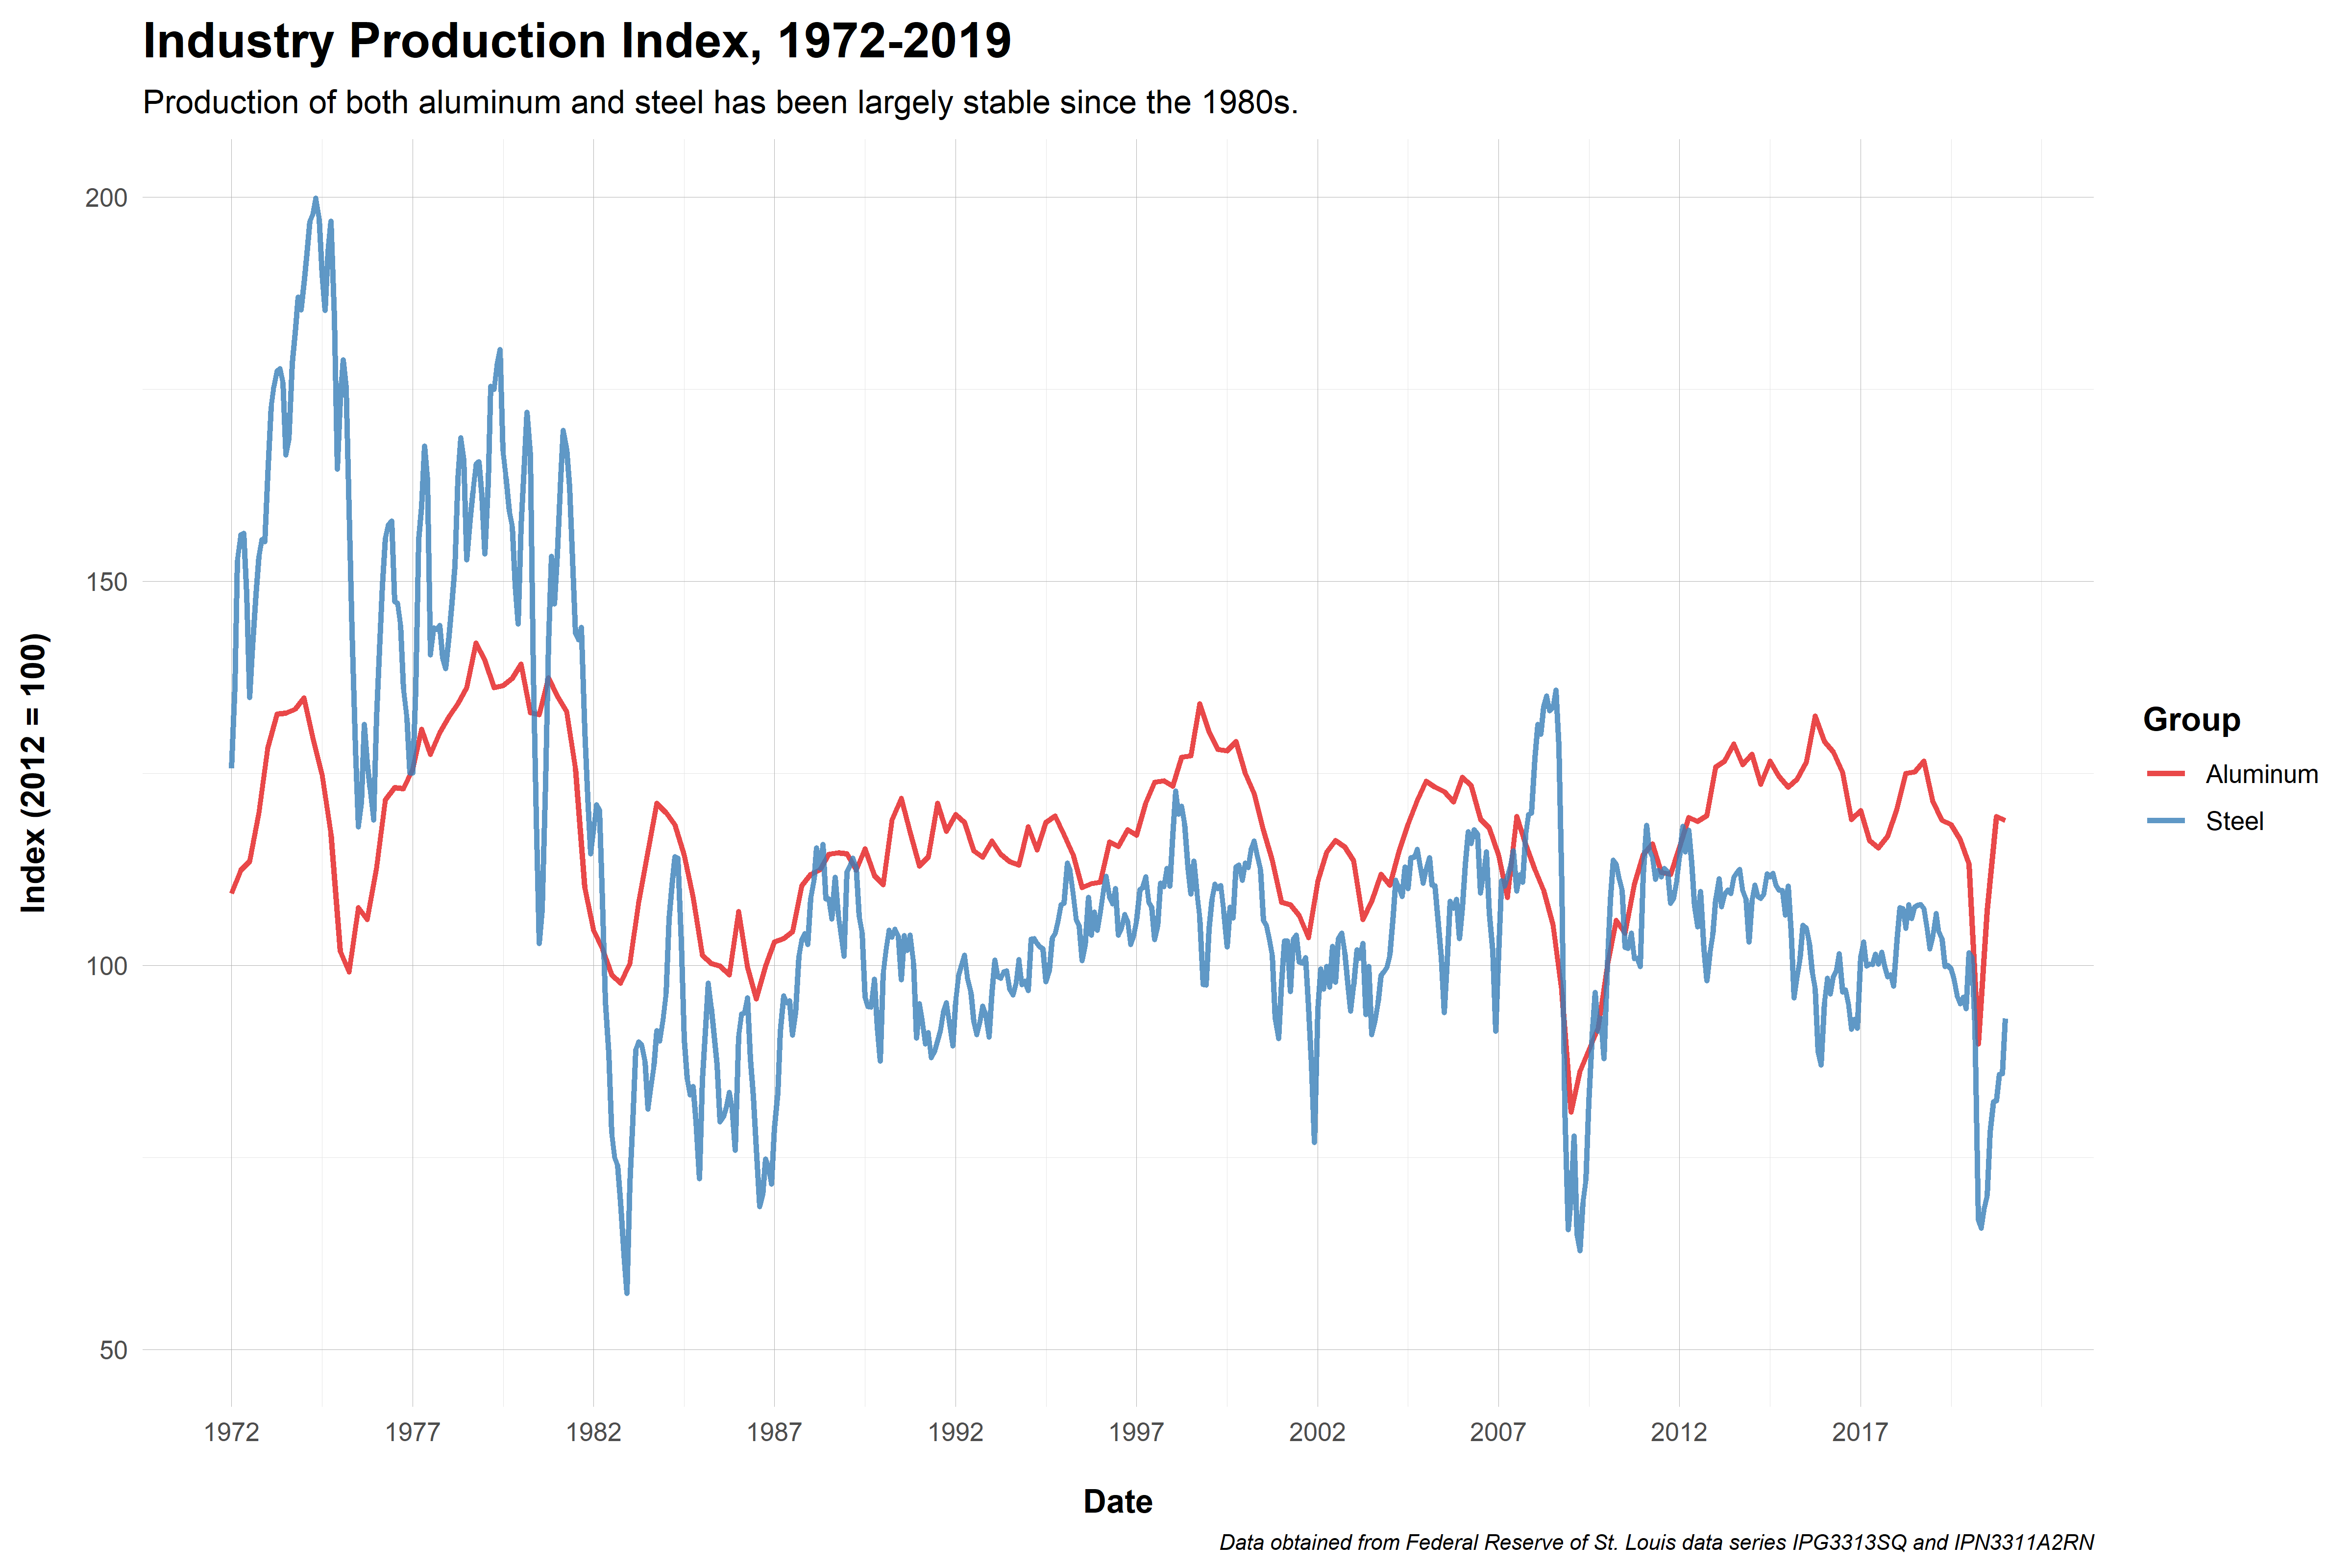 Industry Production Index, 1972-2019
Production of both aluminum and steel has been largely stable since the 1980s.
200
150
100
50
Index (2012 = 100)
1972 1977 1982 1987 1992 1997 2002 2007 2012 2017
Date
Group
Aluminum
Steel
Data obtained from Federal Reserve of St. Louis data series IPG3313SQ and IPN3311A2RN